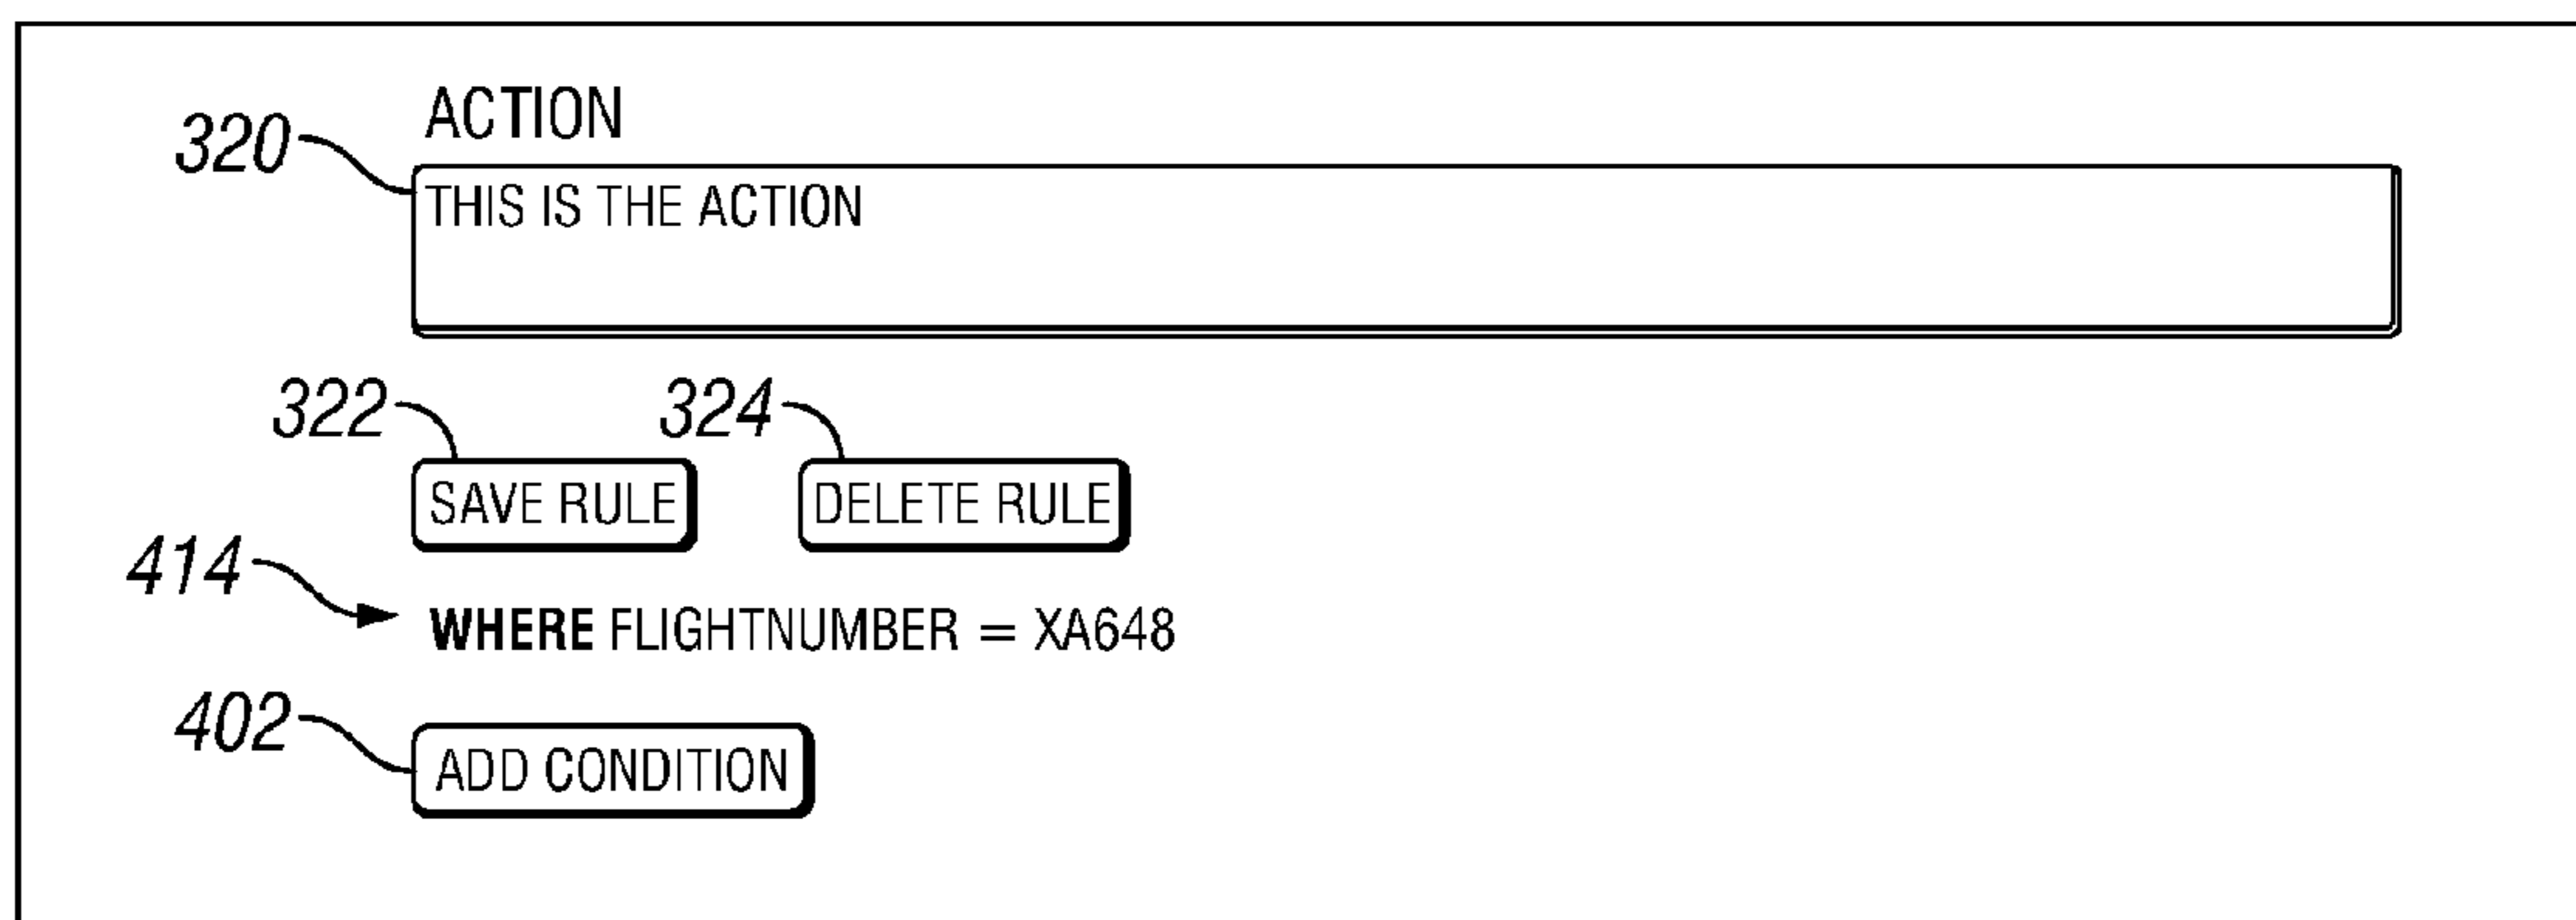 ACTION
320
THIS IS THE ACTION
322 324
SAVE RULE DELETE RULE
414
WHERE FLIGHTNUMBER = XA648
402
ADD CONDITION